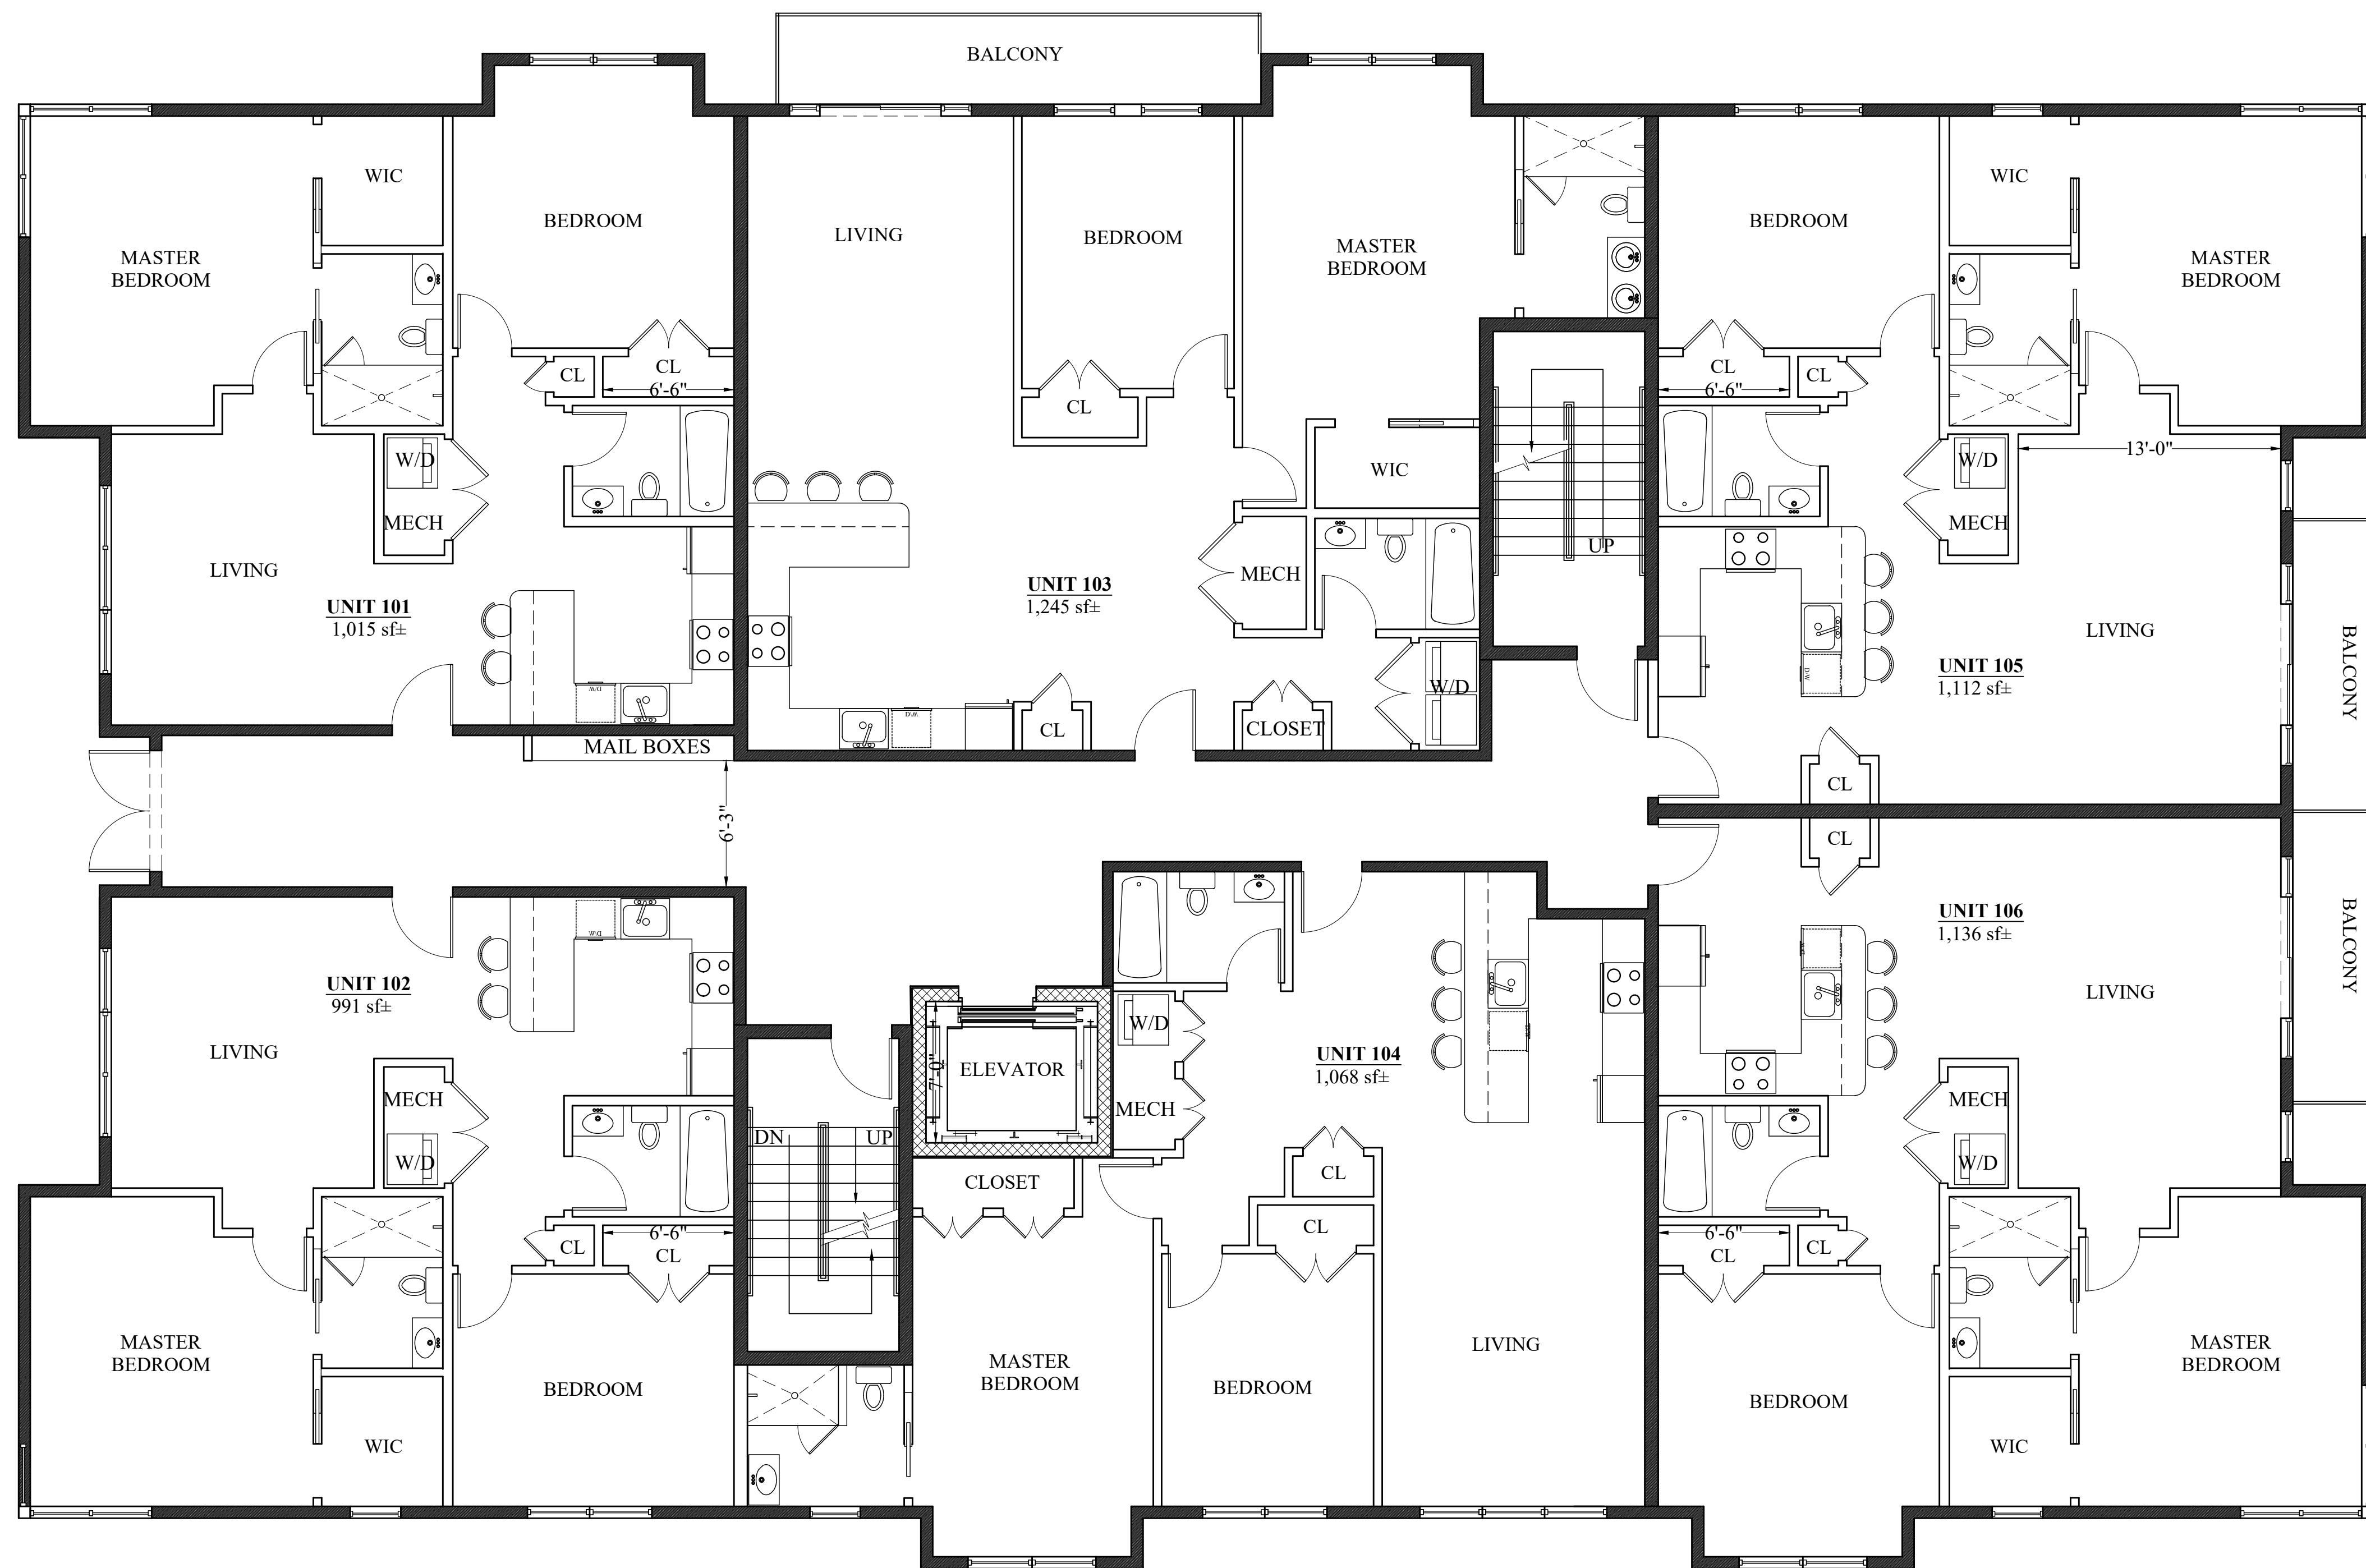 BALCONY
WIC
BEDROOM
MASTER
BEDROOM
CL
CL
6'-6"
W/D
MECH
LIVING
UNIT 101
1,015 sf±
D/W
LIVING
BEDROOM
MASTER
BEDROOM
CL
WIC
UNIT 103
1,245 sf±
MECH
D/W
CL
CLOSET
W/D
UP
BEDROOM
WIC
MASTER
BEDROOM
CL
6'-6"
CL
W/D
MECH
13'-0"
LIVING
UNIT 105
1,112 sf±
D/W
BALCONY
CL
MAIL BOXES
6'-3"
UNIT 102
991 sf±
D/W
LIVING
MECH
W/D
CL
6'-6"
CL
MASTER
BEDROOM
BEDROOM
WIC
DN
UP
7'-0"
ELEVATOR
CLOSET
W/D
MECH
UNIT 104
1,068 sf±
D/W
CL
CL
MASTER
BEDROOM
BEDROOM
LIVING
CL
UNIT 106
1,136 sf±
D/W
LIVING
BALCONY
MECH
W/D
6'-6"
CL
CL
BEDROOM
MASTER
BEDROOM
WIC